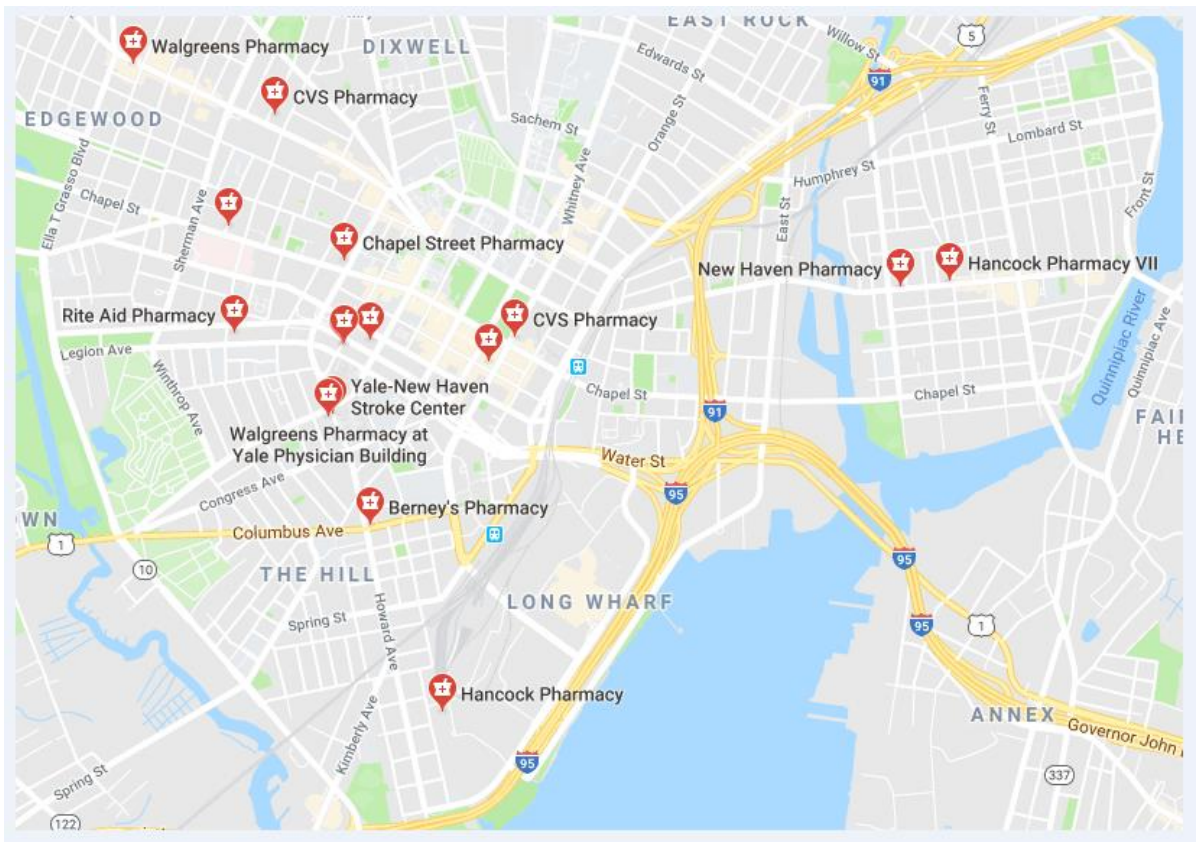 EAST ROCK
Willow St
5
Walgreens Pharmacy
DIXWELL
Edwards St
91
CVS Pharmacy
Orange St
Ferry St
EDGEWOOD
Sachem St
Lombard St
Ella T Grasso Blvd
Whitney Ave
Humphrey St
Chapel St
Sherman Ave
East St
Front St
Chapel Street Pharmacy
New Haven Pharmacy
Hancock Pharmacy VII
Rite Aid Pharmacy
CVS Pharmacy
Quinnipiac River
Quinnipiac Ave
Legion Ave
Winthrop Ave
Yale-New Haven
Stroke Center
Chapel St
Chapel St
91
FAI
HE
Walgreens Pharmacy at
Yale Physician Building
Water St
Congress Ave
95
Berney's Pharmacy
OWN
Columbus Ave
1
10
95
THE HILL
LONG WHARF
Howard Ave
Spring St
95
1
Hancock Pharmacy
Kimberly Ave
ANNEX
Governor John
95
337
Spring St
122